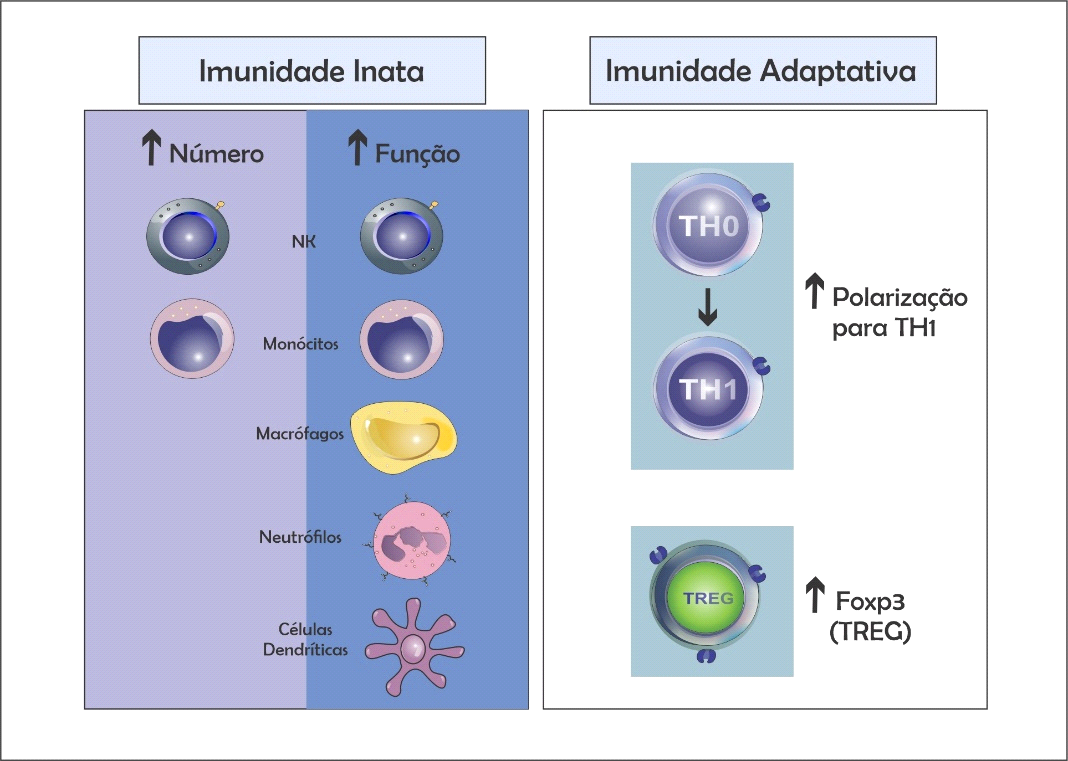 Imunidade Inata
↑ Número
↑ Função
NK
Monócitos
Macrófagos
Neutrófilos
Células
Dendríticas
Imunidade Adaptativa
TH0
↓
TH1
↑ Polarização
para TH1
TREG
↑ Foxp3
(TREG)